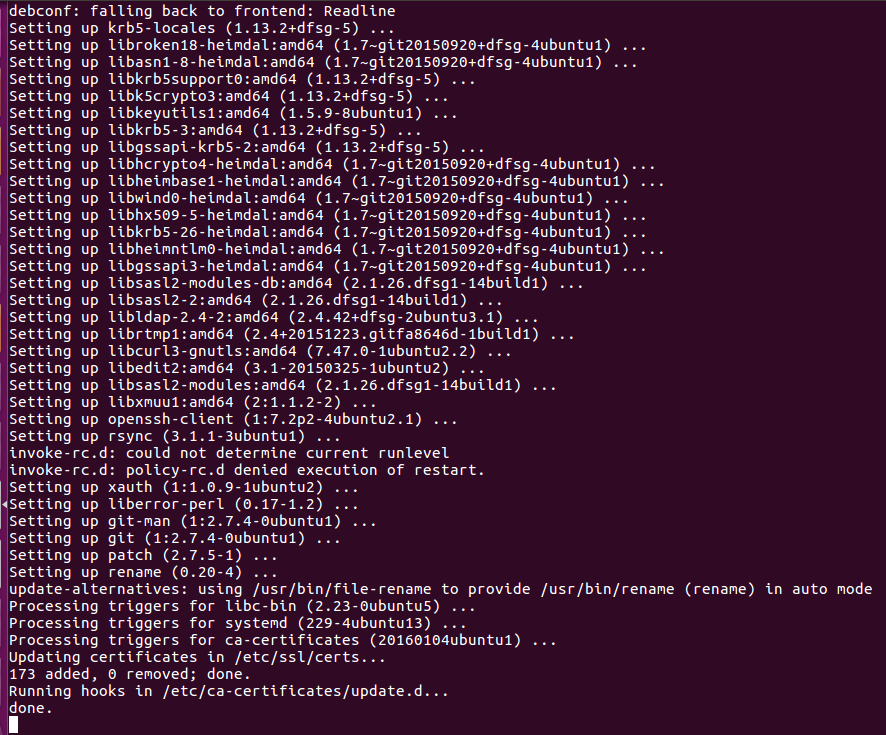 debconf: falling back to frontend: Readline
Setting up krb5-locales (1.13.2+dfsg-5) ...
Setting up libroken18-heimdal:amd64 (1.7~git20150920+dfsg-4ubuntu1) ...
Setting up libasn1-8-heimdal:amd64 (1.7~git20150920+dfsg-4ubuntu1) ...
Setting up libkrb5support0:amd64 (1.13.2+dfsg-5) ...
Setting up libk5crypto3:amd64 (1.13.2+dfsg-5) ...
Setting up libkeyutils1:amd64 (1.5.9-8ubuntu1) ...
Setting up libkrb5-3:amd64 (1.13.2+dfsg-5) ...
Setting up libgssapi-krb5-2:amd64 (1.13.2+dfsg-5) ...
Setting up libhcrypto4-heimdal:amd64 (1.7~git20150920+dfsg-4ubuntu1) ...
Setting up libheimbase1-heimdal:amd64 (1.7~git20150920+dfsg-4ubuntu1) ...
Setting up libwind0-heimdal:amd64 (1.7~git20150920+dfsg-4ubuntu1) ...
Setting up libhx509-5-heimdal:amd64 (1.7~git20150920+dfsg-4ubuntu1) ...
Setting up libkrb5-26-heimdal:amd64 (1.7~git20150920+dfsg-4ubuntu1) ...
Setting up libheimntlm0-heimdal:amd64 (1.7~git20150920+dfsg-4ubuntu1) ...
Setting up libgssapi3-heimdal:amd64 (1.7~git20150920+dfsg-4ubuntu1) ...
Setting up libsasl2-modules-db:amd64 (2.1.26.dfsg1-14build1) ...
Setting up libsasl2-2:amd64 (2.1.26.dfsg1-14build1) ...
Setting up libldap-2.4-2:amd64 (2.4.42+dfsg-2ubuntu3.1) ...
Setting up librtmp1:amd64 (2.4+20151223.gitfa8646d-1build1) ...
Setting up libcurl3-gnutls:amd64 (7.47.0-1ubuntu2.2) ...
Setting up libedit2:amd64 (3.1-20150325-1ubuntu2) ...
Setting up libsasl2-modules:amd64 (2.1.26.dfsg1-14build1) ...
Setting up libxmuu1:amd64 (2:1.1.2-2) ...
Setting up openssh-client (1:7.2p2-4ubuntu2.1) ...
Setting up rsync (3.1.1-3ubuntu1) ...
invoke-rc.d: could not determine current runlevel
invoke-rc.d: policy-rc.d denied execution of restart.
Setting up xauth (1:1.0.9-1ubuntu2) ...
Setting up liberror-perl (0.17-1.2) ...
Setting up git-man (1:2.7.4-0ubuntu1) ...
Setting up git (1:2.7.4-0ubuntu1) ...
Setting up patch (2.7.5-1) ...
Setting up rename (0.20-4) ...
update-alternatives: using /usr/bin/file-rename to provide /usr/bin/rename (rename) in auto mode
Processing triggers for libc-bin (2.23-0ubuntu5) ...
Processing triggers for systemd (229-4ubuntu13) ...
Processing triggers for ca-certificates (20160104ubuntu1) ...
Updating certificates in /etc/ssl/certs...
173 added, 0 removed; done.
Running hooks in /etc/ca-certificates/update.d...
done.